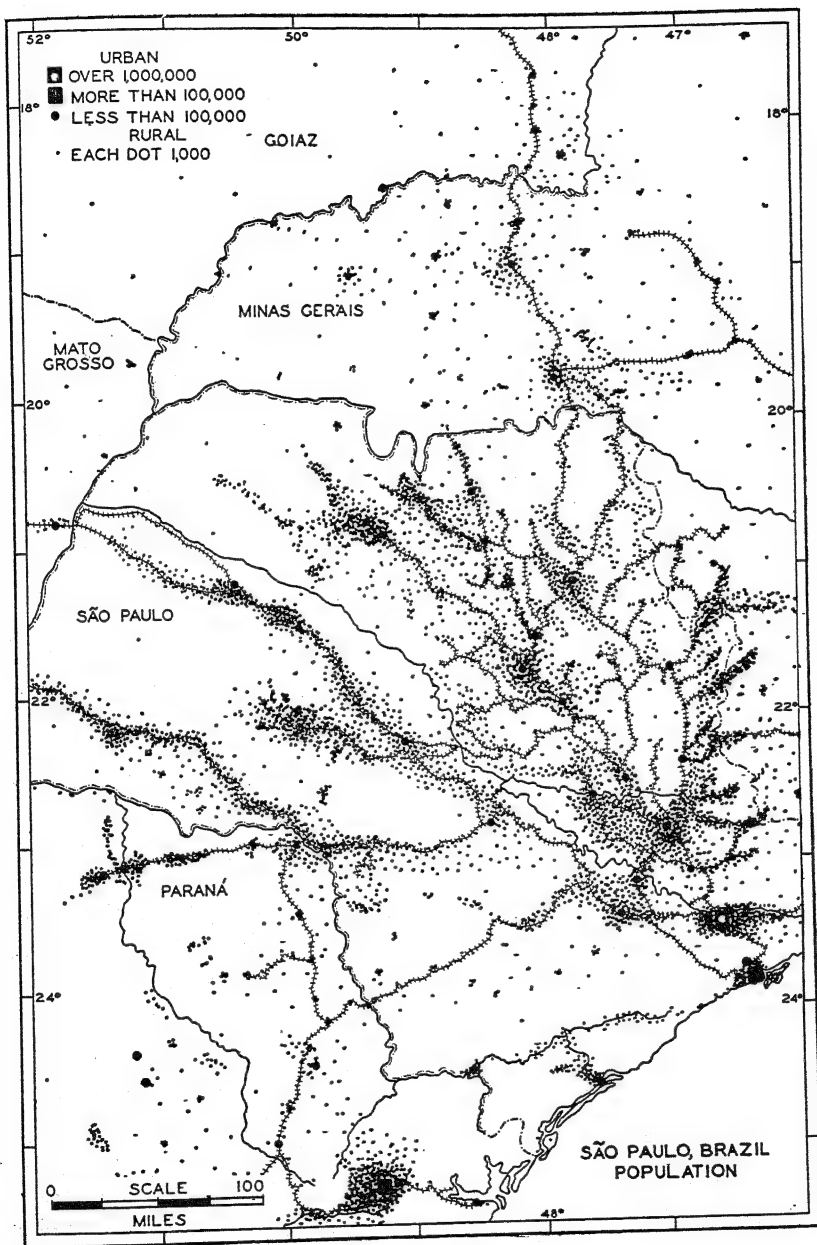 52°
50°
48°
47°
URBAN
OVER 1,000,000
MORE THAN 100,000
LESS THAN 100,000
RURAL
EACH DOT 1,000
18°
18°
GOIAZ
MINAS GERAIS
MATO
GROSSO
20°
20°
SÃO PAULO
22°
22°
PARANÁ
24°
24°
SÃO PAULO, BRAZIL
POPULATION
0 SCALE 100
MILES
48°